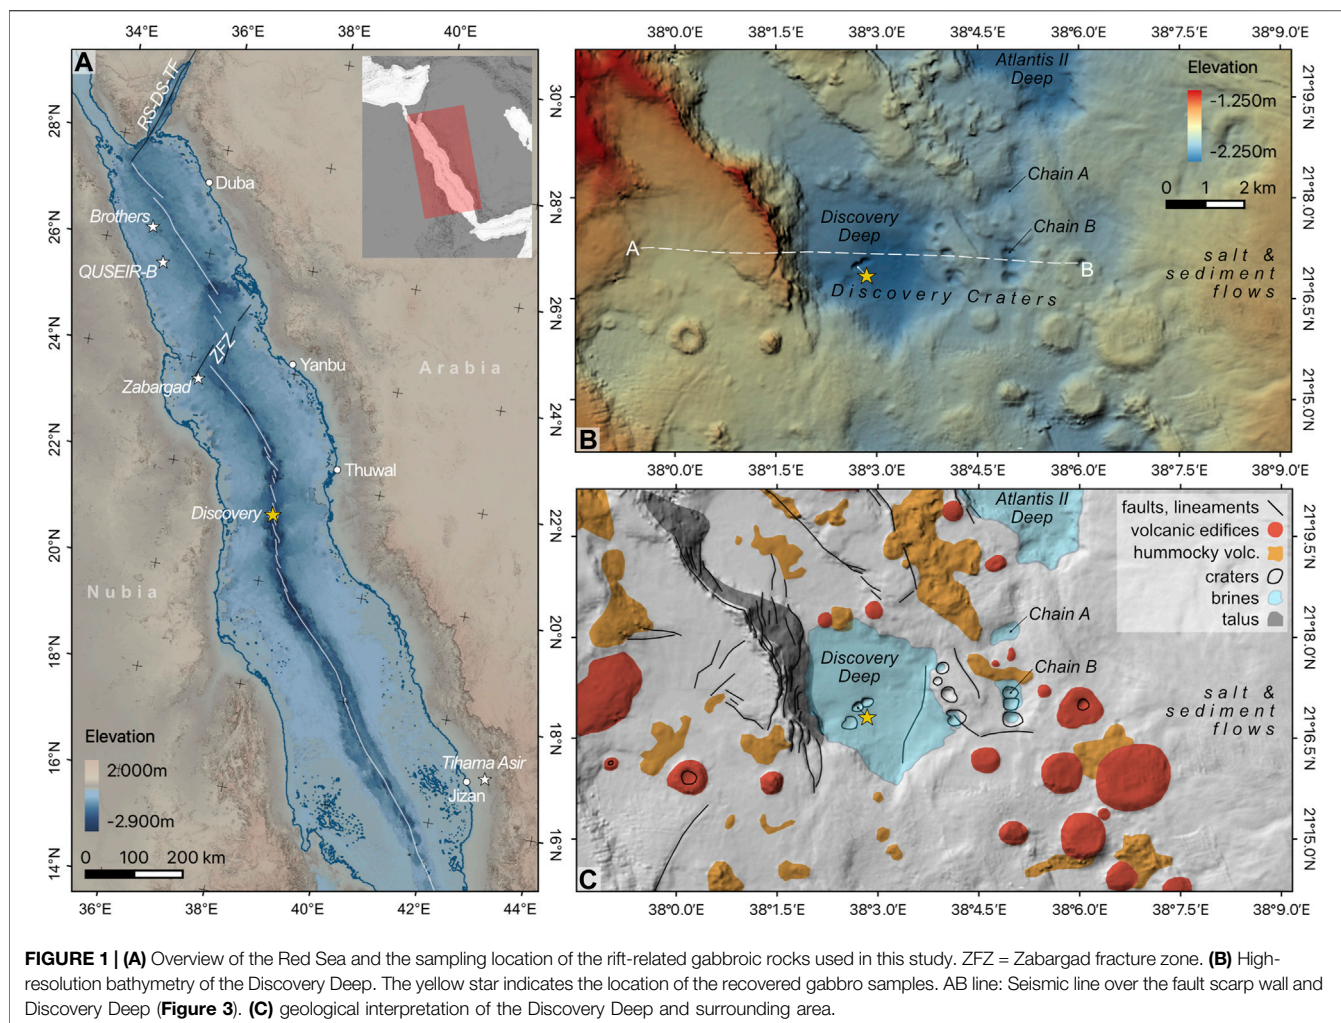 34°E 36°E 38°E 40°E
A
RS-DS-TF
28°N
26°N
24°N
22°N
20°N
18°N
16°N
14°N
30°N
28°N
26°N
24°N
22°N
20°N
18°N
16°N
Duba
Brothers
QUSEIR-B
ZFZ
Yanbu
Zabargad
Arabia
Thuwal
Discovery
Nubia
Elevation
2.000m
-2.900m
Tihama Asir
Jizan
0 100 200 km
36°E 38°E 40°E 42°E 44°E
38°0.0'E 38°1.5'E 38°3.0'E 38°4.5'E 38°6.0'E 38°7.5'E 38°9.0'E
Atlantis II
Deep
Elevation
-1.250m
-2.250m
0 1 2 km
Chain A
Discovery
Deep
Chain B
A
B
salt &
sediment
flows
Discovery Craters
B
21°19.5'N
21°18.0'N
21°16.5'N
21°15.0'N
38°0.0'E 38°1.5'E 38°3.0'E 38°4.5'E 38°6.0'E 38°7.5'E 38°9.0'E
Atlantis II
Deep
faults, lineaments
volcanic edifices
hummocky volc.
craters
brines
talus
Chain A
Discovery
Deep
Chain B
salt &
sediment
flows
C
21°19.5'N
21°18.0'N
21°16.5'N
21°15.0'N
38°0.0'E 38°1.5'E 38°3.0'E 38°4.5'E 38°6.0'E 38°7.5'E 38°9.0'E
FIGURE 1 | (A) Overview of the Red Sea and the sampling location of the rift-related gabbroic rocks used in this study. ZFZ = Zabargad fracture zone. (B) High-
resolution bathymetry of the Discovery Deep. The yellow star indicates the location of the recovered gabbro samples. AB line: Seismic line over the fault scarp wall and
Discovery Deep (Figure 3). (C) geological interpretation of the Discovery Deep and surrounding area.